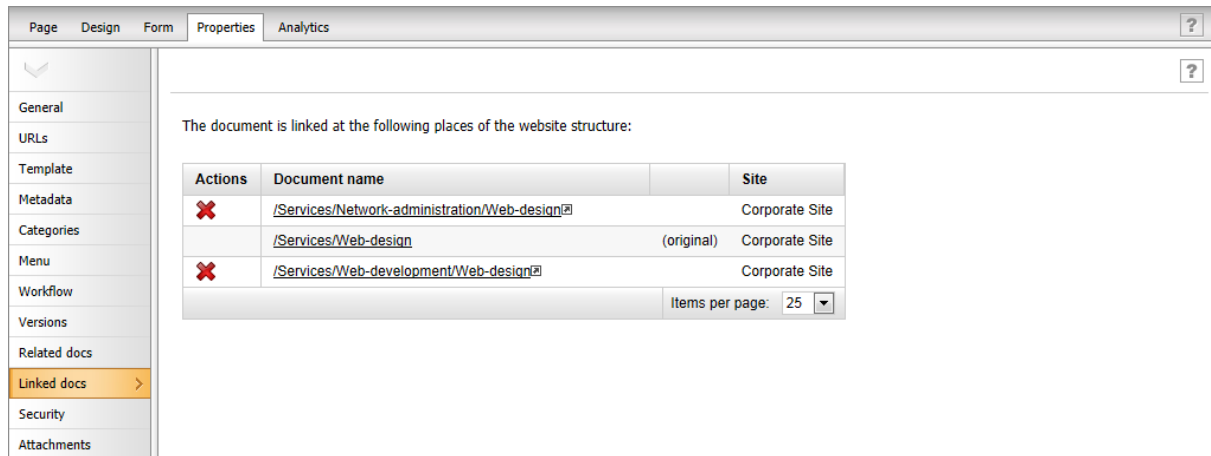 Page Design Form Properties Analytics ?
?
General
URLs
Template
Metadata
Categories
Menu
Workflow
Versions
Related docs
Linked docs
Security
Attachments
The document is linked at the following places of the website structure:
Actions Document name Site
/Services/Network-administration/Web-design Corporate Site
/Services/Web-design (original) Corporate Site
/Services/Web-development/Web-design Corporate Site
Items per page: 25